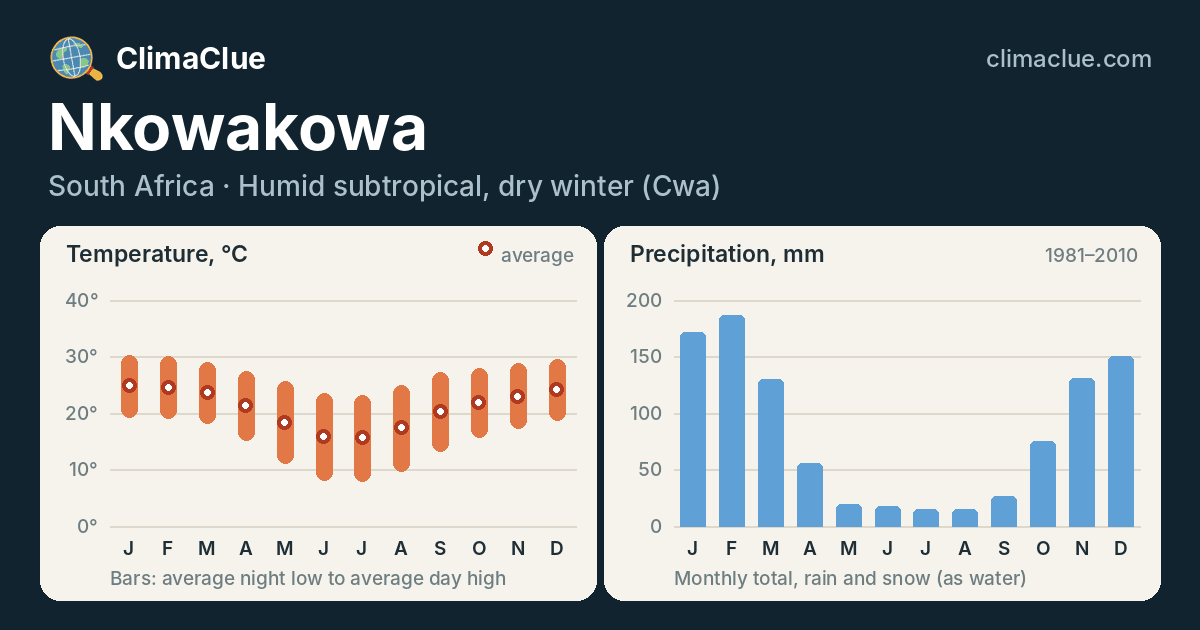 ClimaClue
climaclue.com
Nkowakowa
South Africa · Humid subtropical, dry winter (Cwa)
Temperature, °C
average
40°
30°
20°
10°
0°
J F M A M J J A S O N D
Bars: average night low to average day high
Precipitation, mm
1981–2010
200
150
100
50
0
J F M A M J J A S O N D
Monthly total, rain and snow (as water)